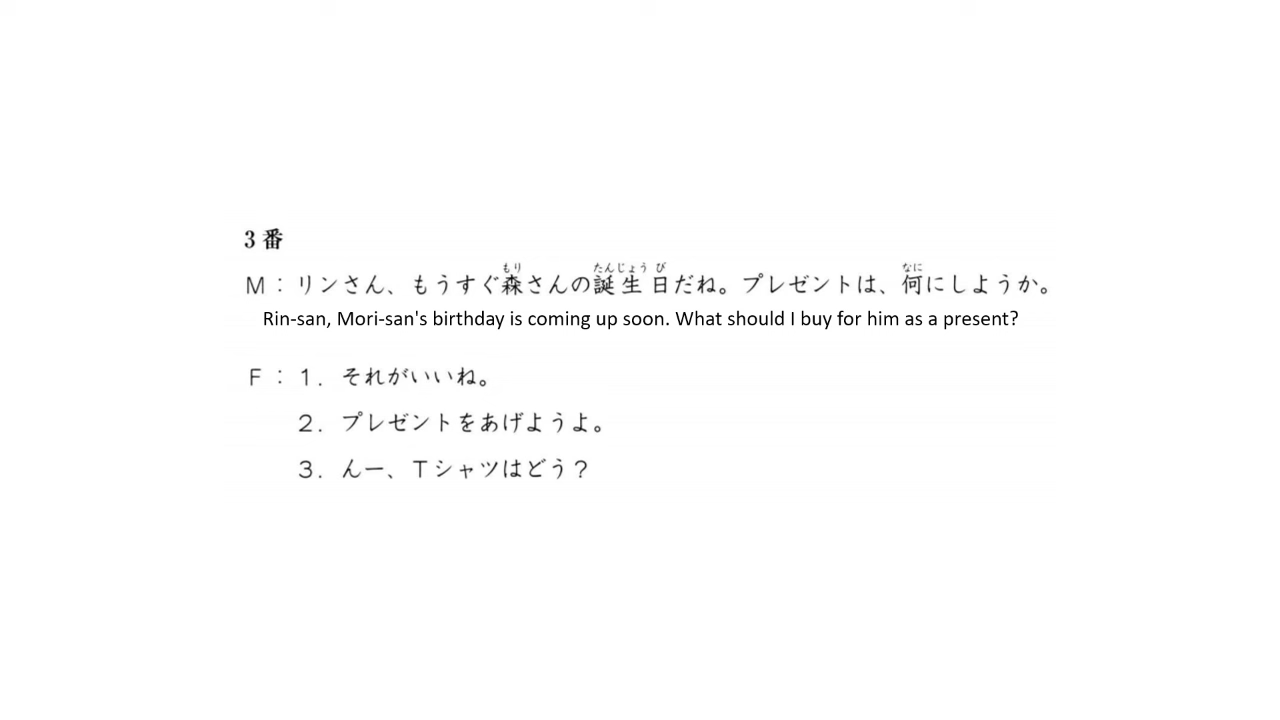 3番
M：リンさん、もうすぐ森さんの誕生日だね。プレゼントは、何にしようか。
Rin-san, Mori-san's birthday is coming up soon. What should I buy for him as a present?
F：1．それがいいね。
2．プレゼントをあげようよ。
3．んー、Tシャツはどう？